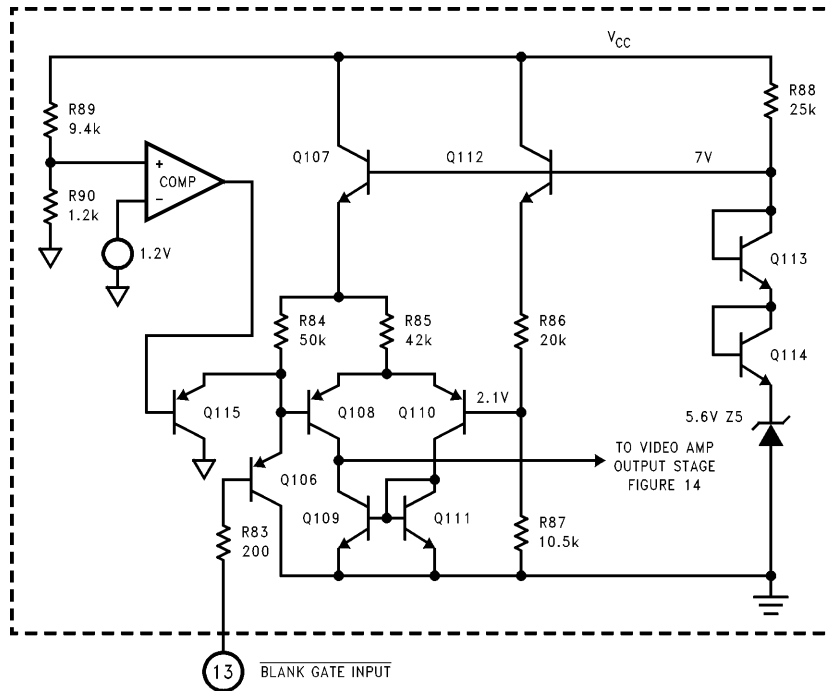 VCC
R89
9.4k
R88
25k
COMP
+
−
Q107
Q112
7V
R90
1.2k
1.2V
Q113
R84
50k
R85
42k
R86
20k
Q114
Q115
Q108
Q110
2.1V
5.6V Z5
Q106
TO VIDEO AMP
OUTPUT STAGE
FIGURE 14
Q109
Q111
R83
200
R87
10.5k
13
BLANK GATE INPUT